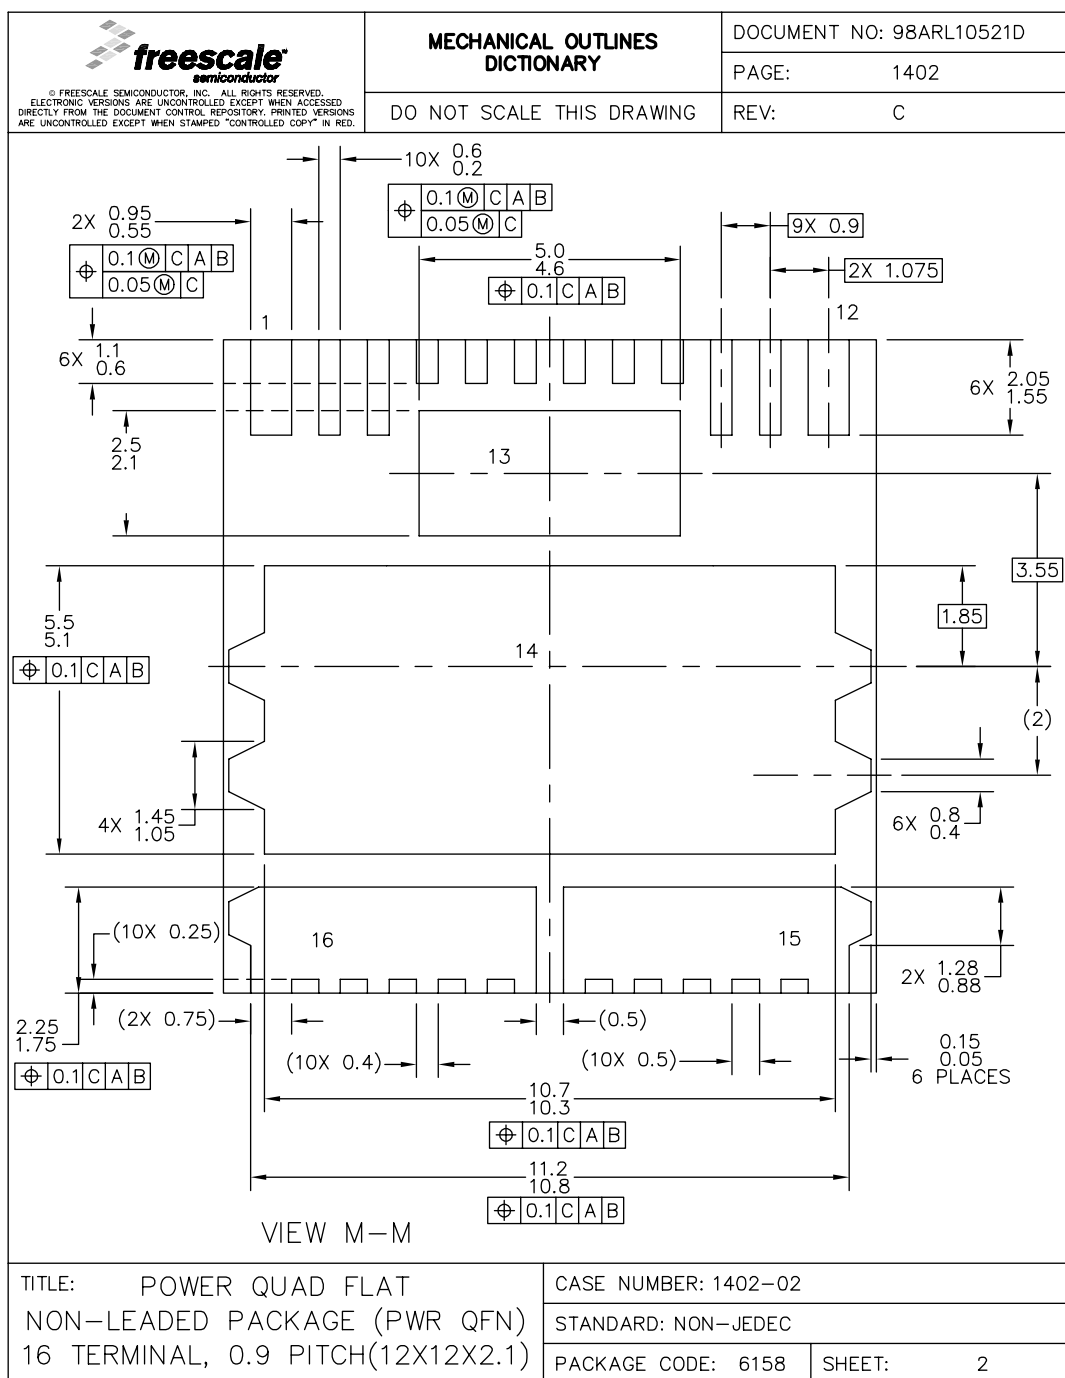 freescale™
semiconductor
© FREESCALE SEMICONDUCTOR, INC. ALL RIGHTS RESERVED.
ELECTRONIC VERSIONS ARE UNCONTROLLED EXCEPT WHEN ACCESSED
DIRECTLY FROM THE DOCUMENT CONTROL REPOSITORY. PRINTED VERSIONS
ARE UNCONTROLLED EXCEPT WHEN STAMPED "CONTROLLED COPY" IN RED.
MECHANICAL OUTLINES
DICTIONARY
DO NOT SCALE THIS DRAWING
DOCUMENT NO: 98ARL10521D
PAGE: 1402
REV: C
10X 0.6
0.2
⌖ 0.1Ⓜ C A B
0.05Ⓜ C
2X 0.95
0.55
⌖ 0.1Ⓜ C A B
0.05Ⓜ C
9X 0.9
5.0
4.6
⌖ 0.1 C A B
2X 1.075
1
12
6X 1.1
0.6
6X 2.05
1.55
2.5
2.1
13
3.55
1.85
5.5
5.1
⌖ 0.1 C A B
14
(2)
4X 1.45
1.05
6X 0.8
0.4
(10X 0.25)
16
15
2X 1.28
0.88
2.25
1.75
⌖ 0.1 C A B
(2X 0.75)
(0.5)
(10X 0.4)
(10X 0.5)
0.15
0.05
6 PLACES
10.7
10.3
⌖ 0.1 C A B
11.2
10.8
⌖ 0.1 C A B
VIEW M-M
TITLE: POWER QUAD FLAT
NON-LEADED PACKAGE (PWR QFN)
16 TERMINAL, 0.9 PITCH(12X12X2.1)
CASE NUMBER: 1402-02
STANDARD: NON-JEDEC
PACKAGE CODE: 6158
SHEET: 2